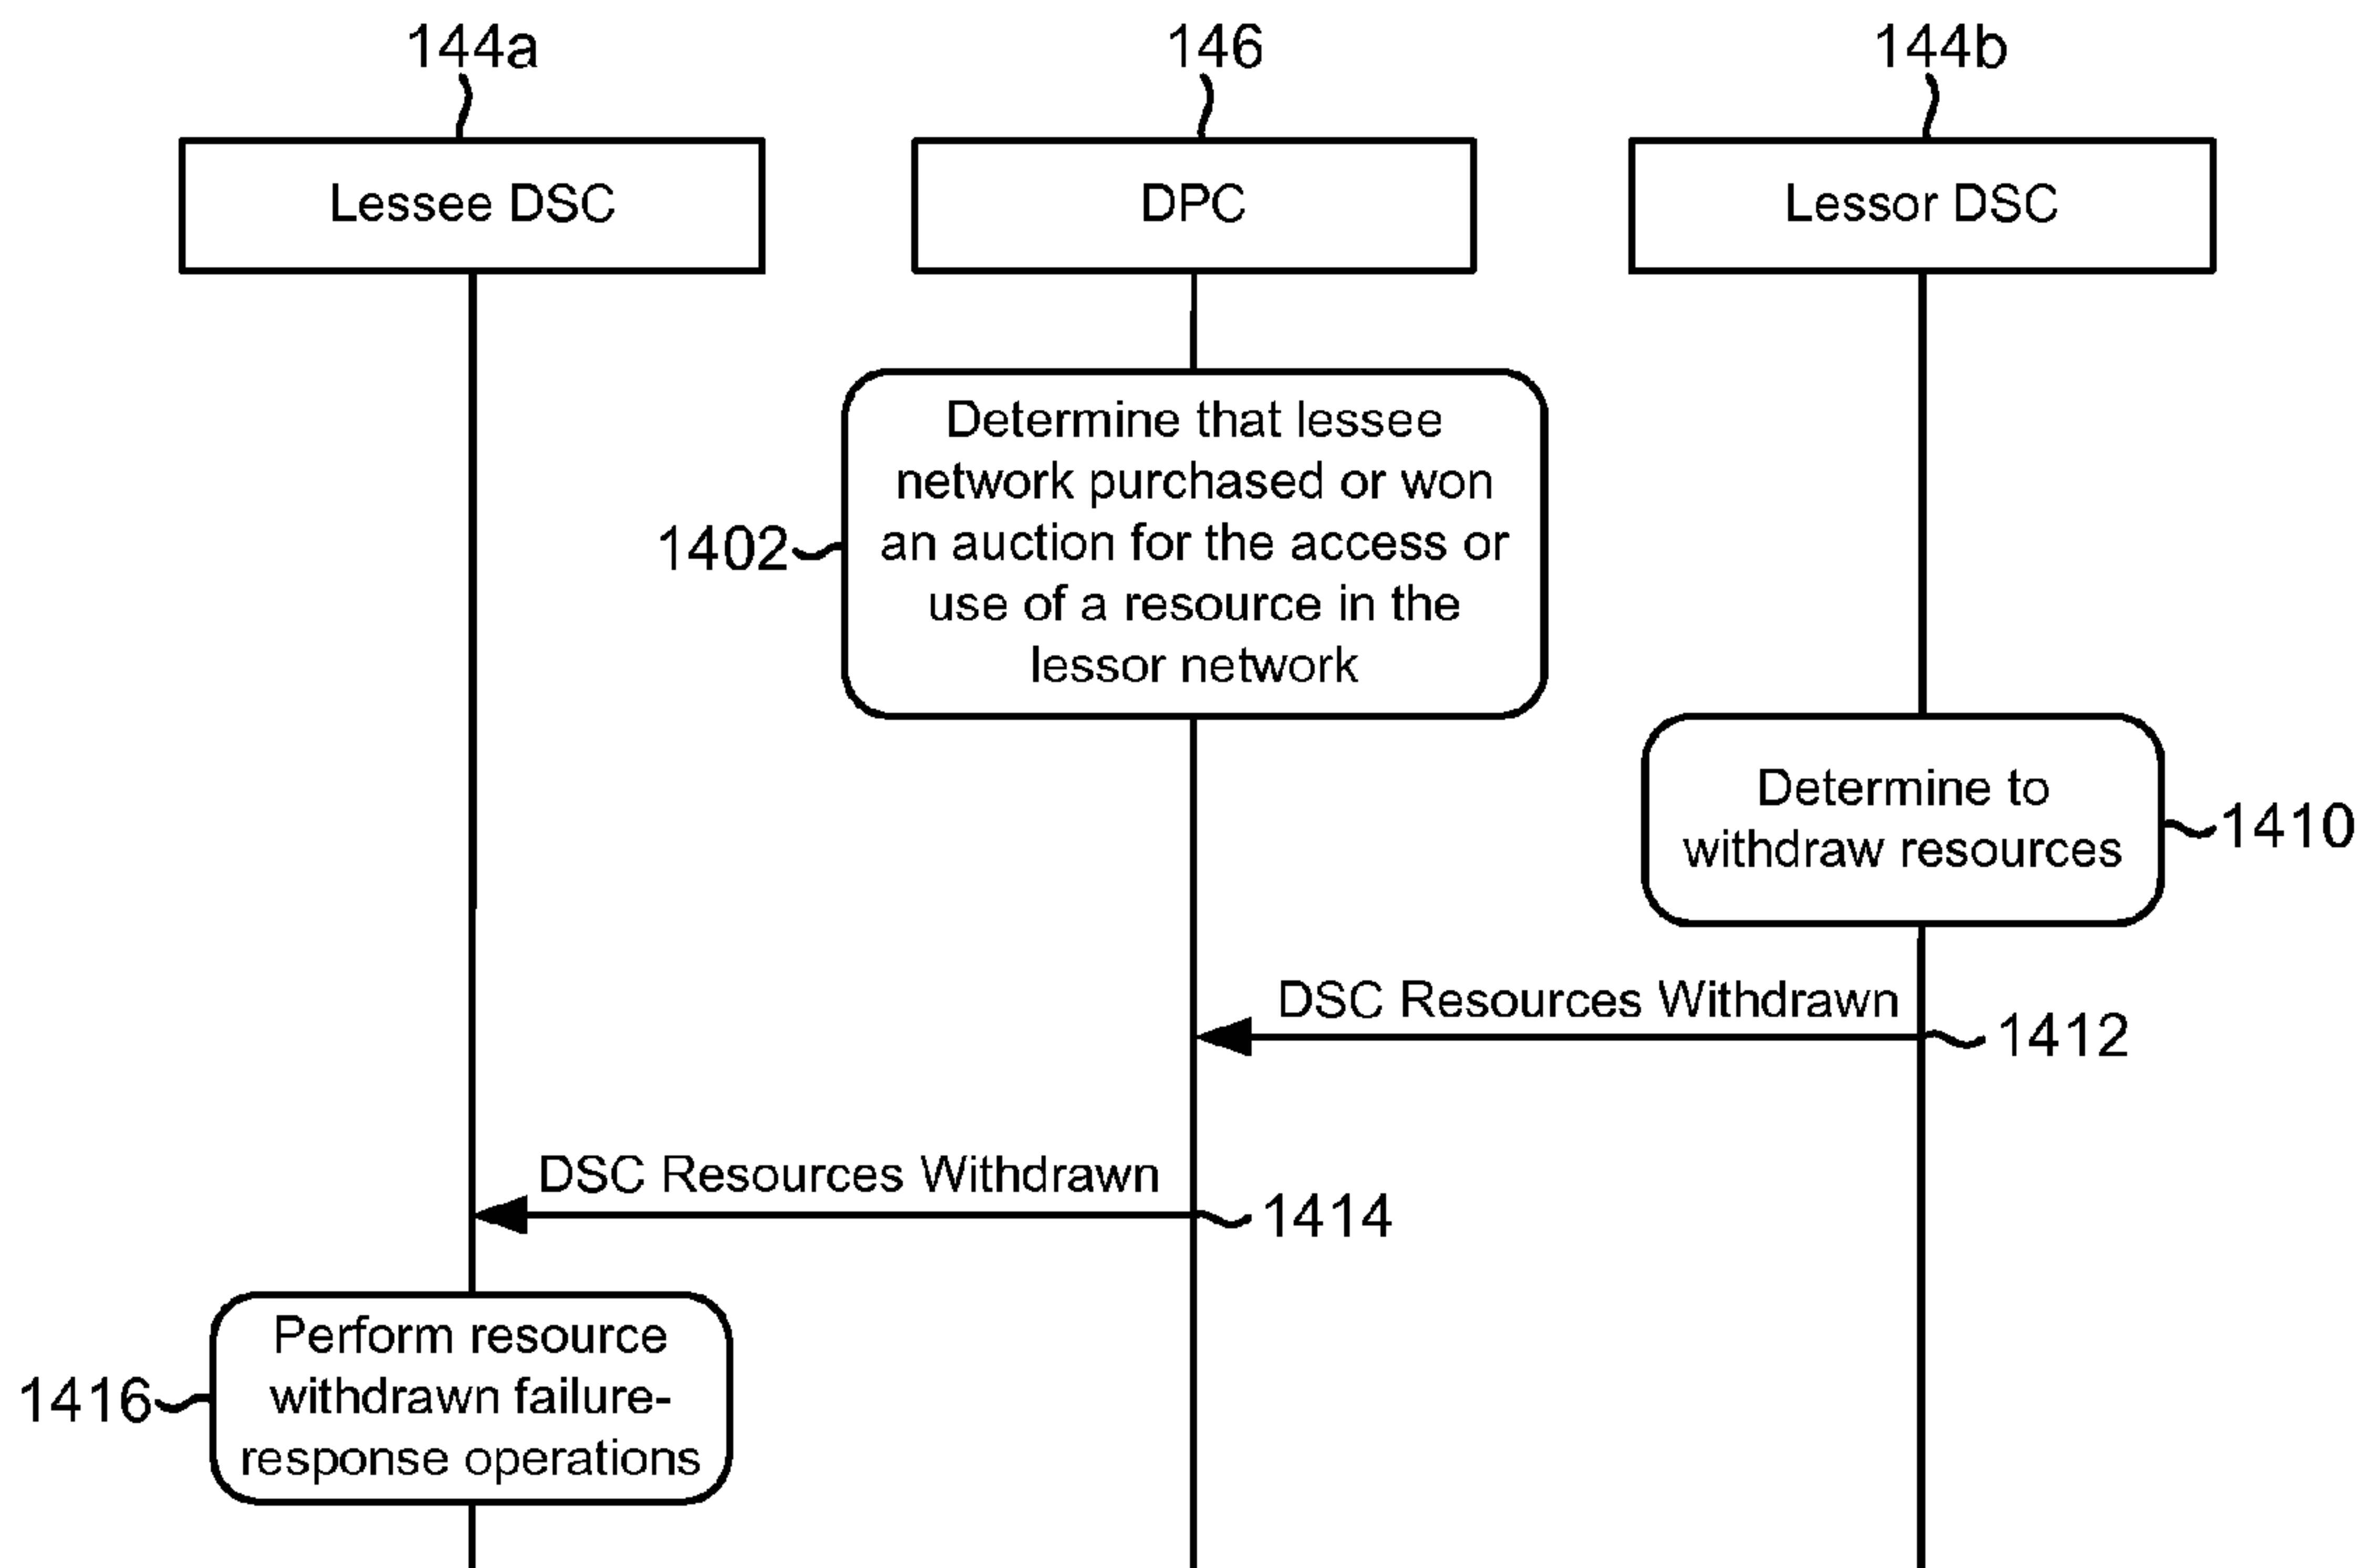 144a
146
144b
Lessee DSC
DPC
Lessor DSC
Determine that lessee
network purchased or won
an auction for the access or
use of a resource in the
lessor network
1402
Determine to
withdraw resources
1410
DSC Resources Withdrawn
1412
DSC Resources Withdrawn
1414
Perform resource
withdrawn failure-
response operations
1416